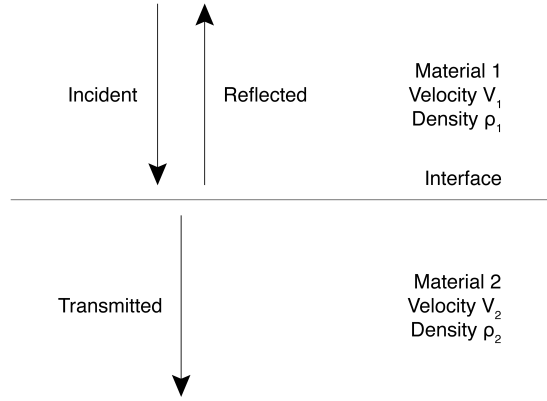 Incident
Reflected
Material 1
Velocity V₁
Density ρ₁
Interface
Transmitted
Material 2
Velocity V₂
Density ρ₂